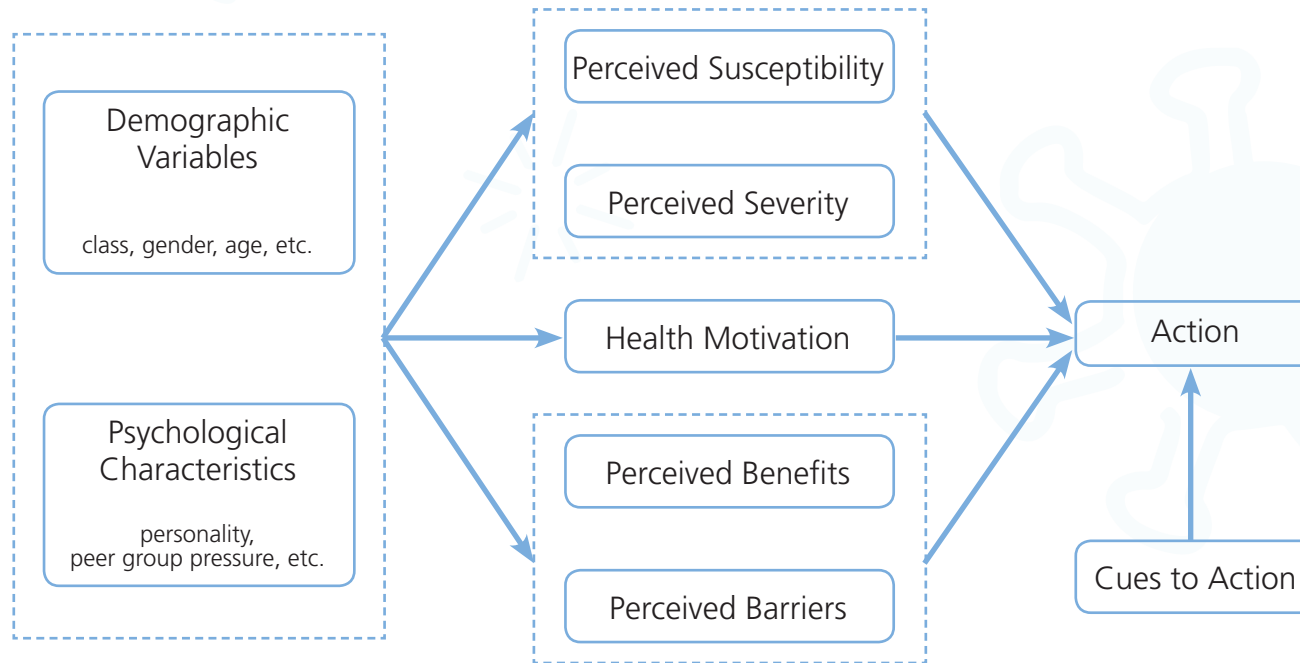 Demographic
Variables
class, gender, age, etc.
Psychological
Characteristics
personality,
peer group pressure, etc.
Perceived Susceptibility
Perceived Severity
Health Motivation
Perceived Benefits
Perceived Barriers
Action
Cues to Action